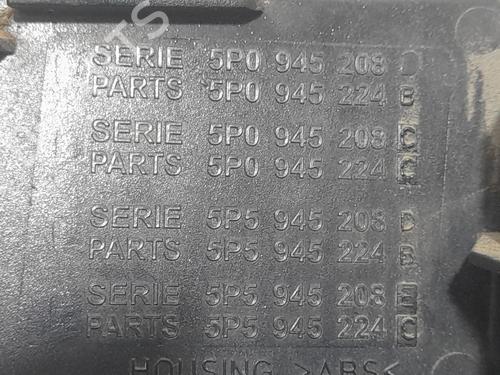 SERIE 5P0 945 208
PARTS 5P0 945 224 B
SERIE 5P0 945 208 C
PARTS 5P0 945 224 C
SERIE 5P5 945 208 D
PARTS 5P5 945 224 B
SERIE 5P5 945 208 E
PARTS 5P5 945 224 C
HOUSING >ABS<